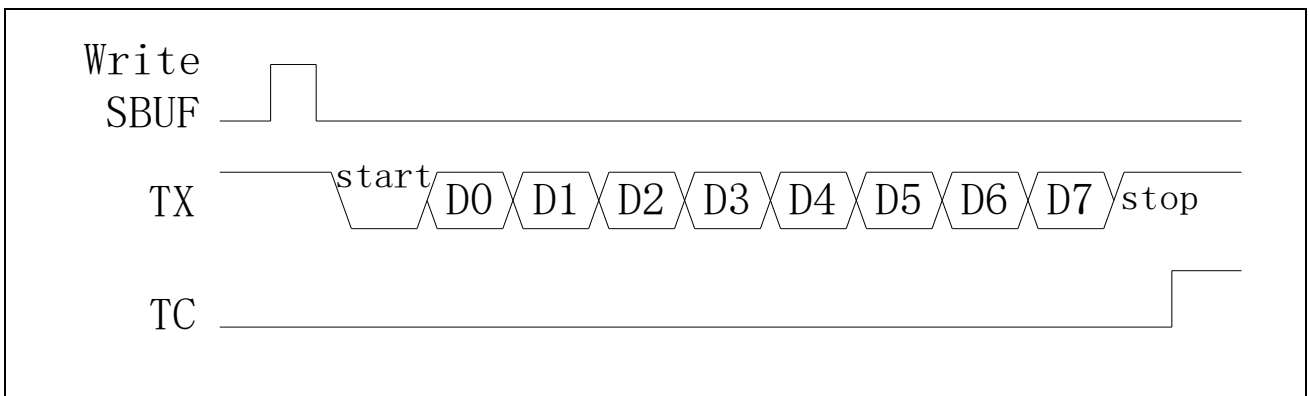 Write
SBUF
TX start D0 D1 D2 D3 D4 D5 D6 D7 stop
TC